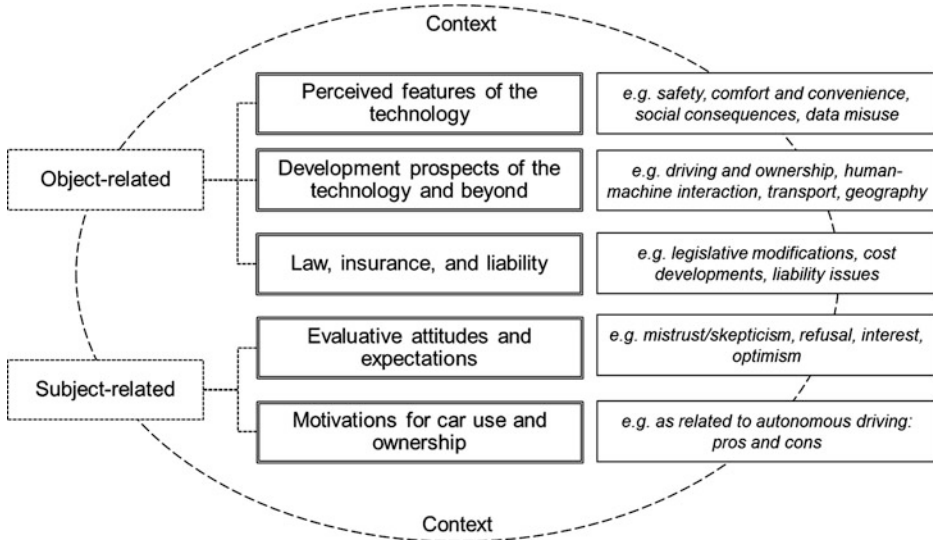 Context
Object-related
Perceived features of the
technology
e.g. safety, comfort and convenience,
social consequences, data misuse
Development prospects of the
technology and beyond
e.g. driving and ownership, human-
machine interaction, transport, geography
Law, insurance, and liability
e.g. legislative modifications, cost
developments, liability issues
Subject-related
Evaluative attitudes and
expectations
e.g. mistrust/skepticism, refusal, interest,
optimism
Motivations for car use and
ownership
e.g. as related to autonomous driving:
pros and cons
Context